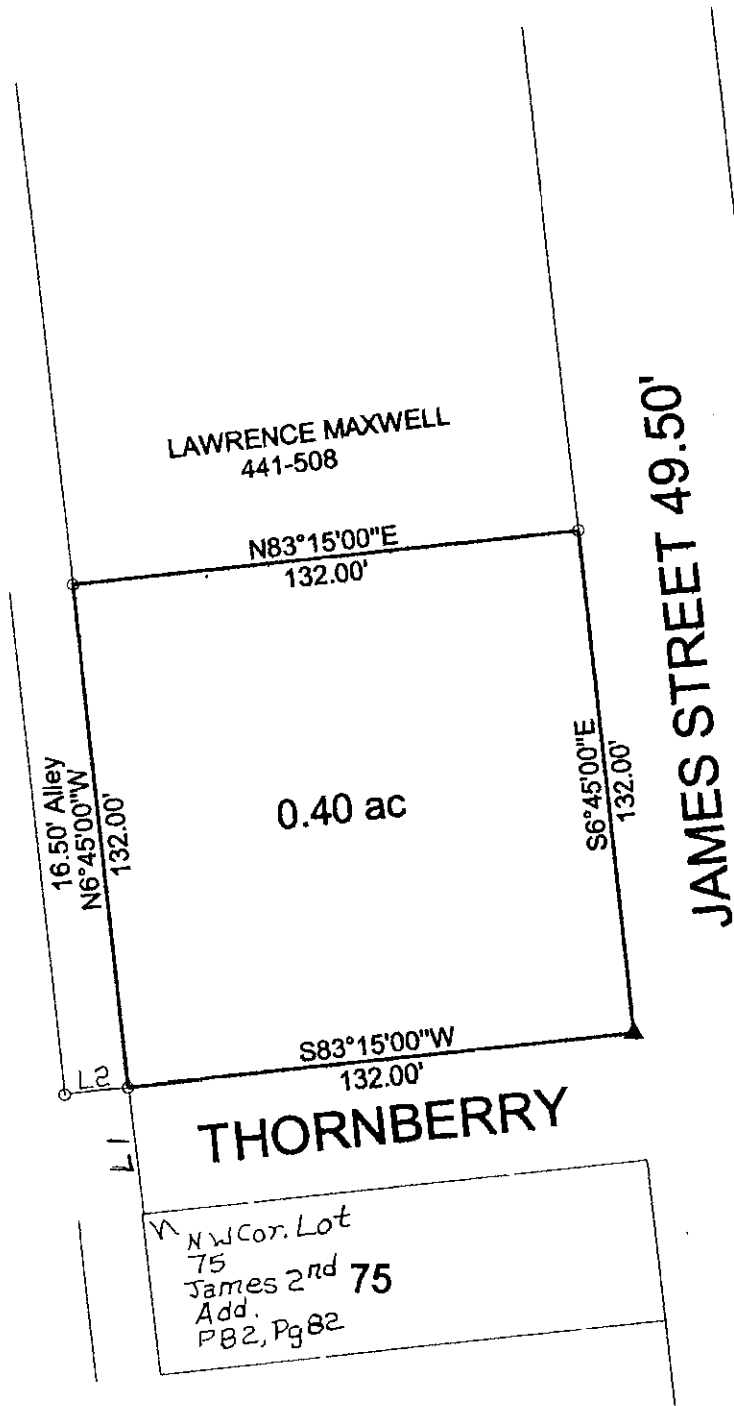 LAWRENCE MAXWELL
441-508
N83°15'00"E
132.00'
JAMES STREET 49.50'
16.50' Alley
N6°45'00"W
132.00'
0.40 ac
S6°45'00"E
132.00'
S83°15'00"W
132.00'
L2
L1
THORNBERRY
NW Cor. Lot
75
James 2nd 75
Add.
PB2, Pg82